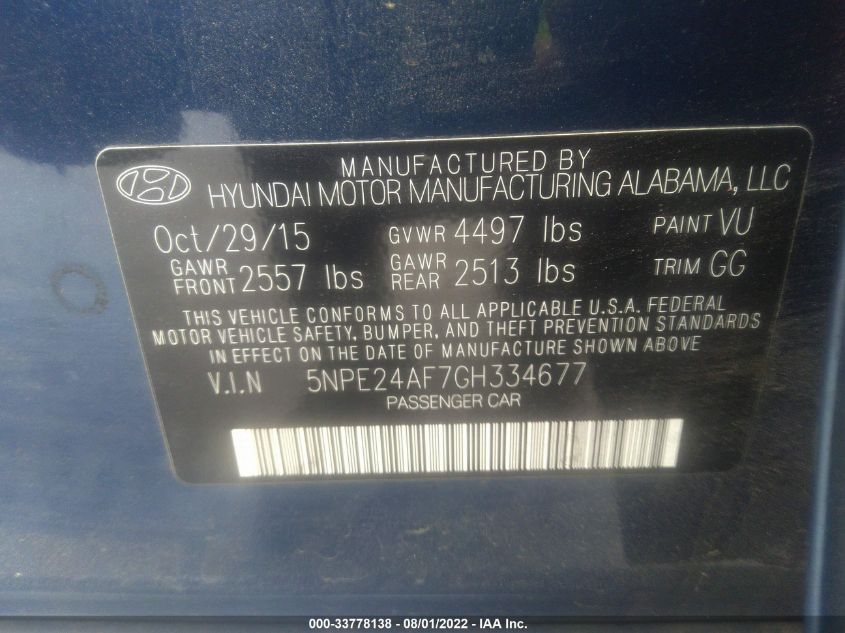 MANUFACTURED BY
HYUNDAI MOTOR MANUFACTURING ALABAMA, LLC
Oct/29/15 GVWR 4497 lbs PAINT VU
GAWR FRONT 2557 lbs GAWR REAR 2513 lbs TRIM GG
THIS VEHICLE CONFORMS TO ALL APPLICABLE U.S.A. FEDERAL
MOTOR VEHICLE SAFETY, BUMPER, AND THEFT PREVENTION STANDARDS
IN EFFECT ON THE DATE OF MANUFACTURE SHOWN ABOVE.
V.I.N 5NPE24AF7GH334677
PASSENGER CAR
000-33778138 - 08/01/2022 - IAA Inc.